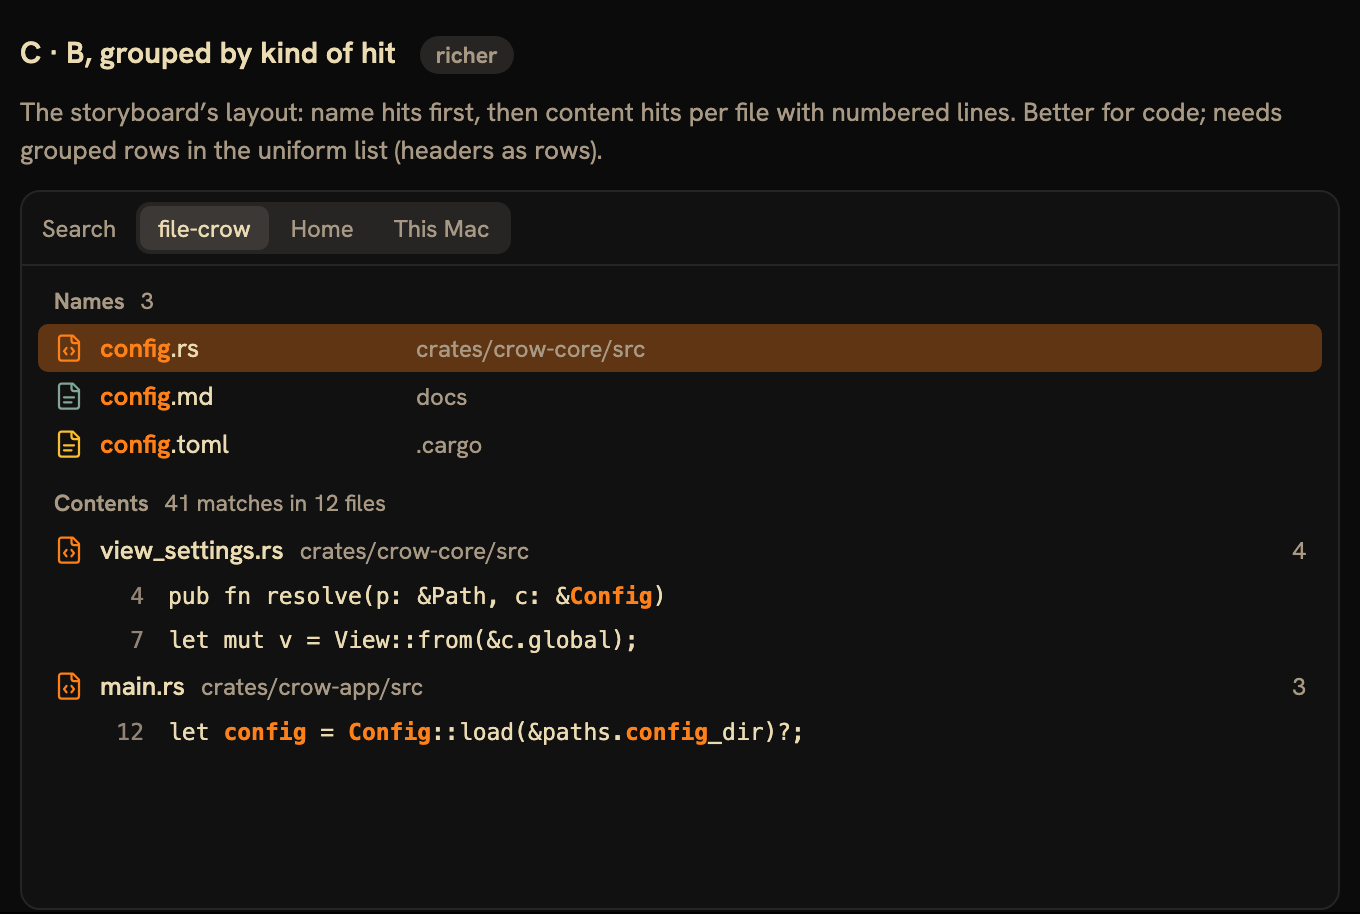 C · B, grouped by kind of hit richer
The storyboard’s layout: name hits first, then content hits per file with numbered lines. Better for code; needs
grouped rows in the uniform list (headers as rows).
Search file-crow Home This Mac
Names 3
config.rs crates/crow-core/src
config.md docs
config.toml .cargo
Contents 41 matches in 12 files
view_settings.rs crates/crow-core/src 4
4 pub fn resolve(p: &Path, c: &Config)
7 let mut v = View::from(&c.global);
main.rs crates/crow-app/src 3
12 let config = Config::load(&paths.config_dir)?;